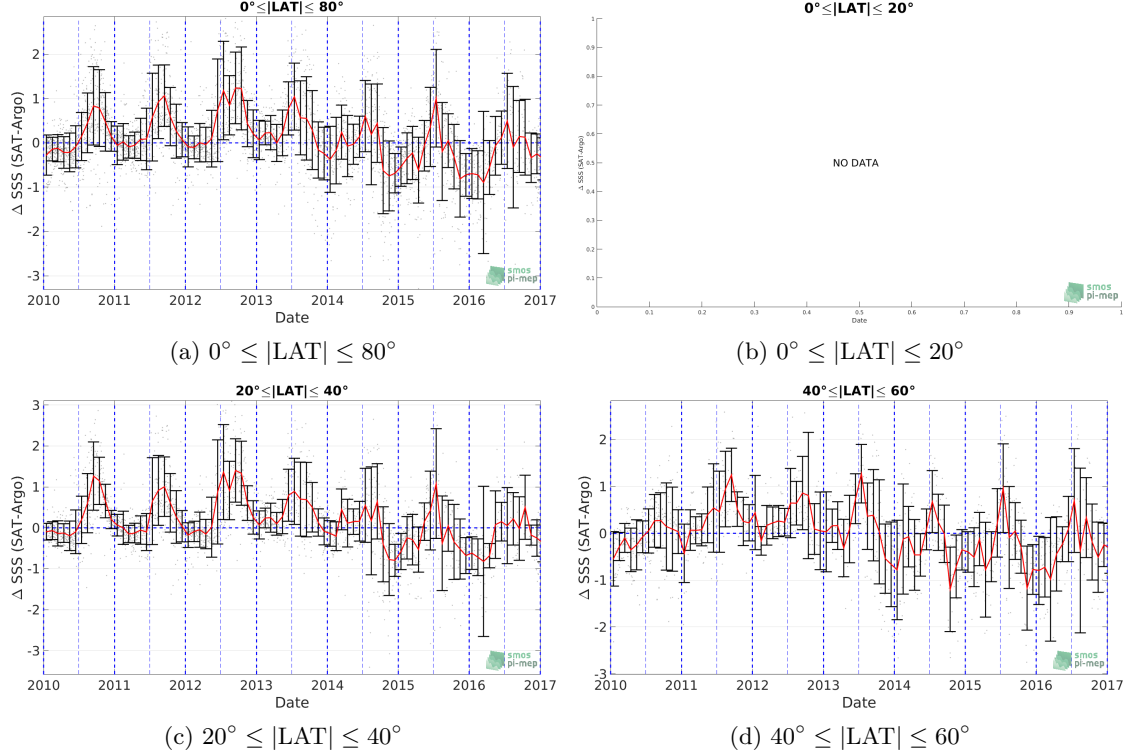 0°≤|LAT|≤ 80°
Δ SSS (SAT-Argo)
2
1
0
-1
-2
-3
2010 2011 2012 2013 2014 2015 2016 2017
Date
smos
pi-mep
(a) 0° ≤ |LAT| ≤ 80°
0°≤|LAT|≤ 20°
Δ SSS (SAT-Argo)
1
0.9
0.8
0.7
0.6
0.5
0.4
0.3
0.2
0.1
0
NO DATA
0 0.1 0.2 0.3 0.4 0.5 0.6 0.7 0.8 0.9 1
Date
smos
pi-mep
(b) 0° ≤ |LAT| ≤ 20°
20°≤|LAT|≤ 40°
Δ SSS (SAT-Argo)
3
2
1
0
-1
-2
-3
2010 2011 2012 2013 2014 2015 2016 2017
Date
smos
pi-mep
(c) 20° ≤ |LAT| ≤ 40°
40°≤|LAT|≤ 60°
Δ SSS (SAT-Argo)
2
1
0
-1
-2
-3
2010 2011 2012 2013 2014 2015 2016 2017
Date
smos
pi-mep
(d) 40° ≤ |LAT| ≤ 60°